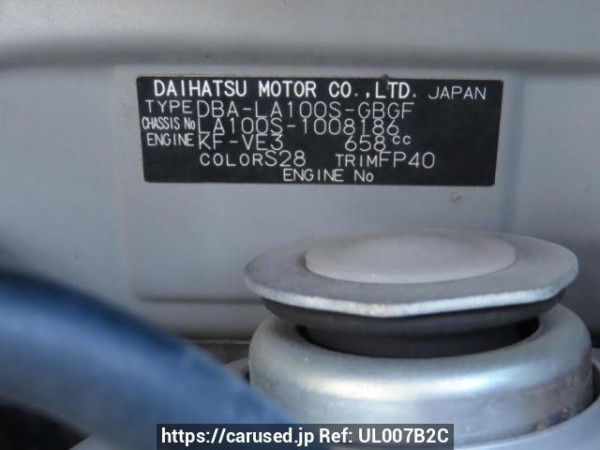 DAIHATSU MOTOR CO.,LTD. JAPAN
TYPE DBA-LA100S-GBGF
CHASSIS No LA100S-1008186
ENGINE KF-VE3 658cc
COLOR S28 TRIM FP40
ENGINE No
https://carused.jp Ref: UL007B2C